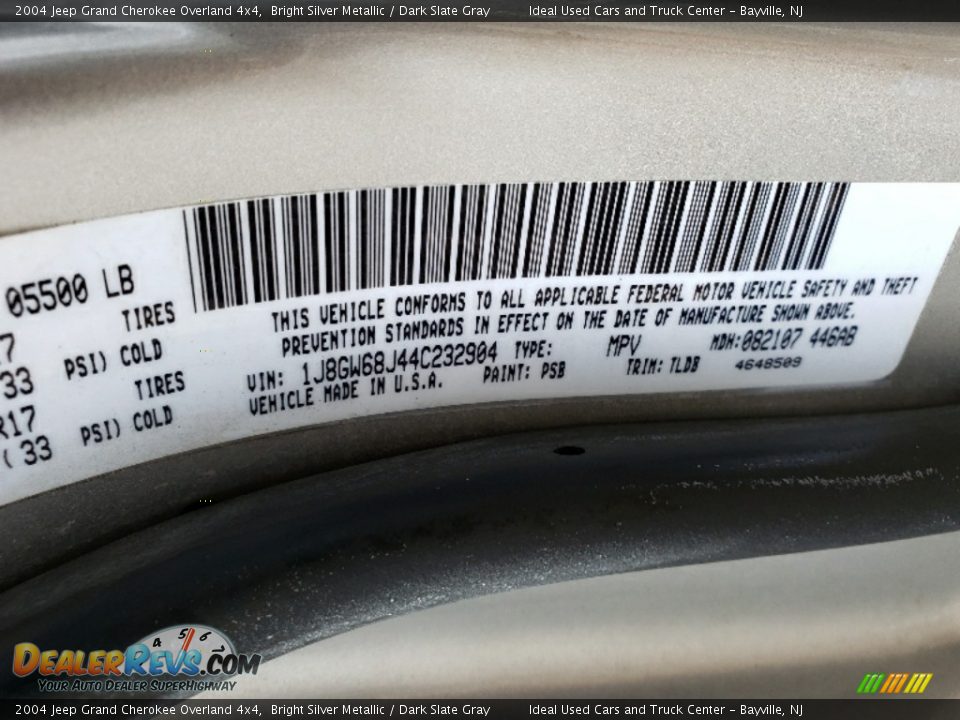 2004 Jeep Grand Cherokee Overland 4x4, Bright Silver Metallic / Dark Slate Gray Ideal Used Cars and Truck Center - Bayville, NJ
05500 LB
TIRES
PSI) COLD
33
TIRES
R17
PSI) COLD
( 33
THIS VEHICLE CONFORMS TO ALL APPLICABLE FEDERAL MOTOR VEHICLE SAFETY AND THEFT
PREVENTION STANDARDS IN EFFECT ON THE DATE OF MANUFACTURE SHOWN ABOVE.
VIN: 1J8GW68J44C232904 TYPE: MPV MDH:082107 446AB
VEHICLE MADE IN U.S.A. PAINT: PSB TRIM: TLDB 4648509
4 5 6
DEALERREVS.COM
YOUR AUTO DEALER SUPERHIGHWAY
2004 Jeep Grand Cherokee Overland 4x4, Bright Silver Metallic / Dark Slate Gray Ideal Used Cars and Truck Center - Bayville, NJ